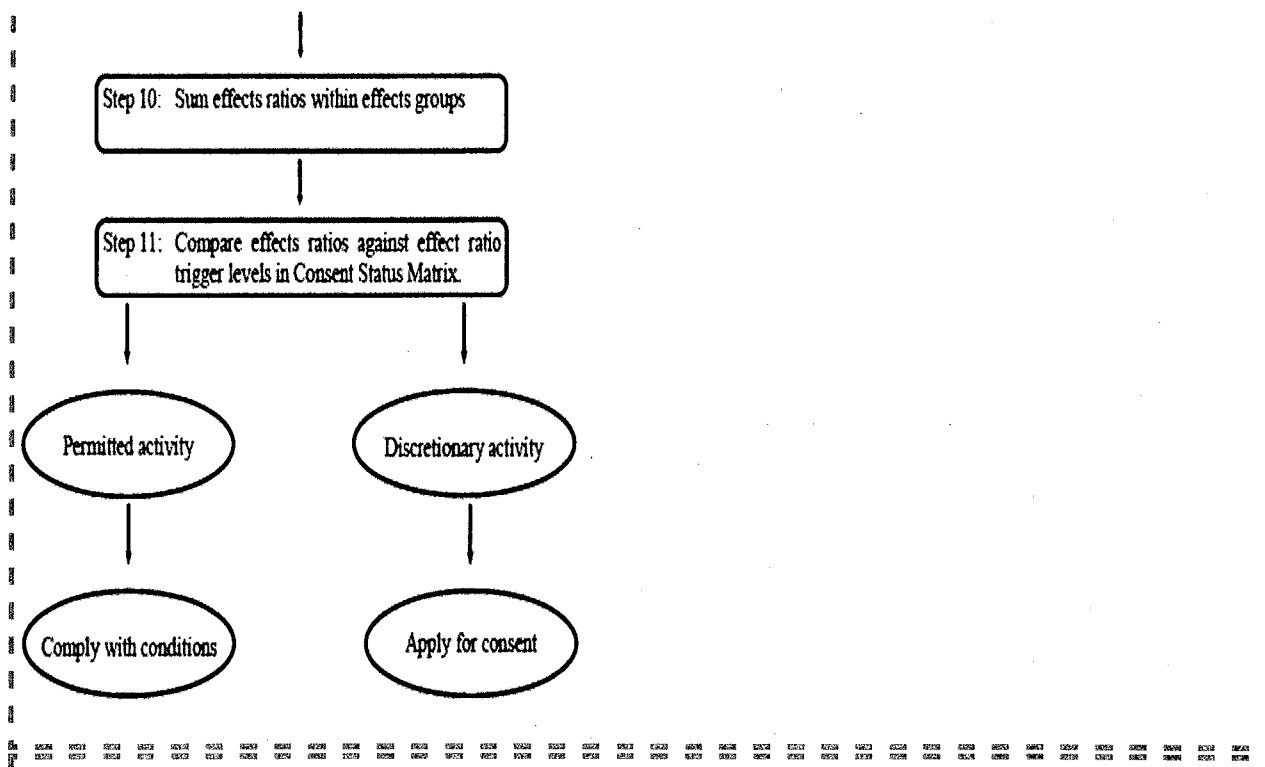 Step 10: Sum effects ratios within effects groups
Step 11: Compare effects ratios against effect ratio
trigger levels in Consent Status Matrix.
Permitted activity
Discretionary activity
Comply with conditions
Apply for consent